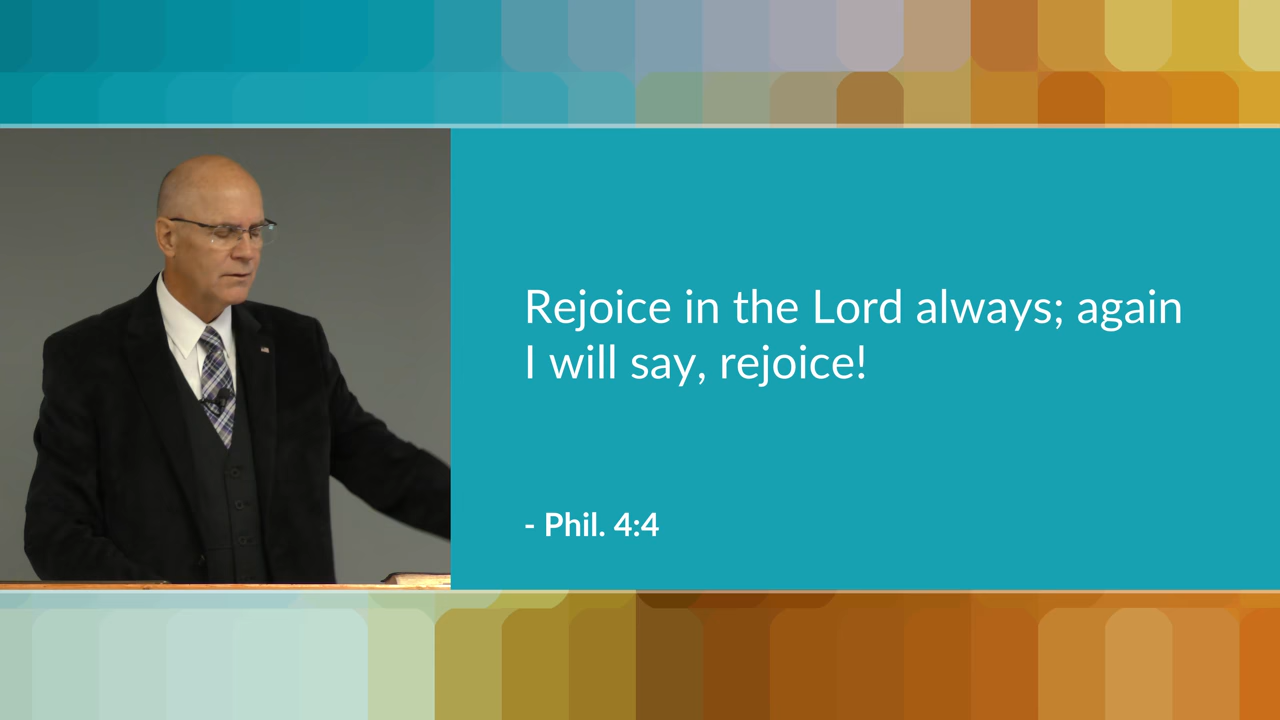 Rejoice in the Lord always; again
I will say, rejoice!
- Phil. 4:4